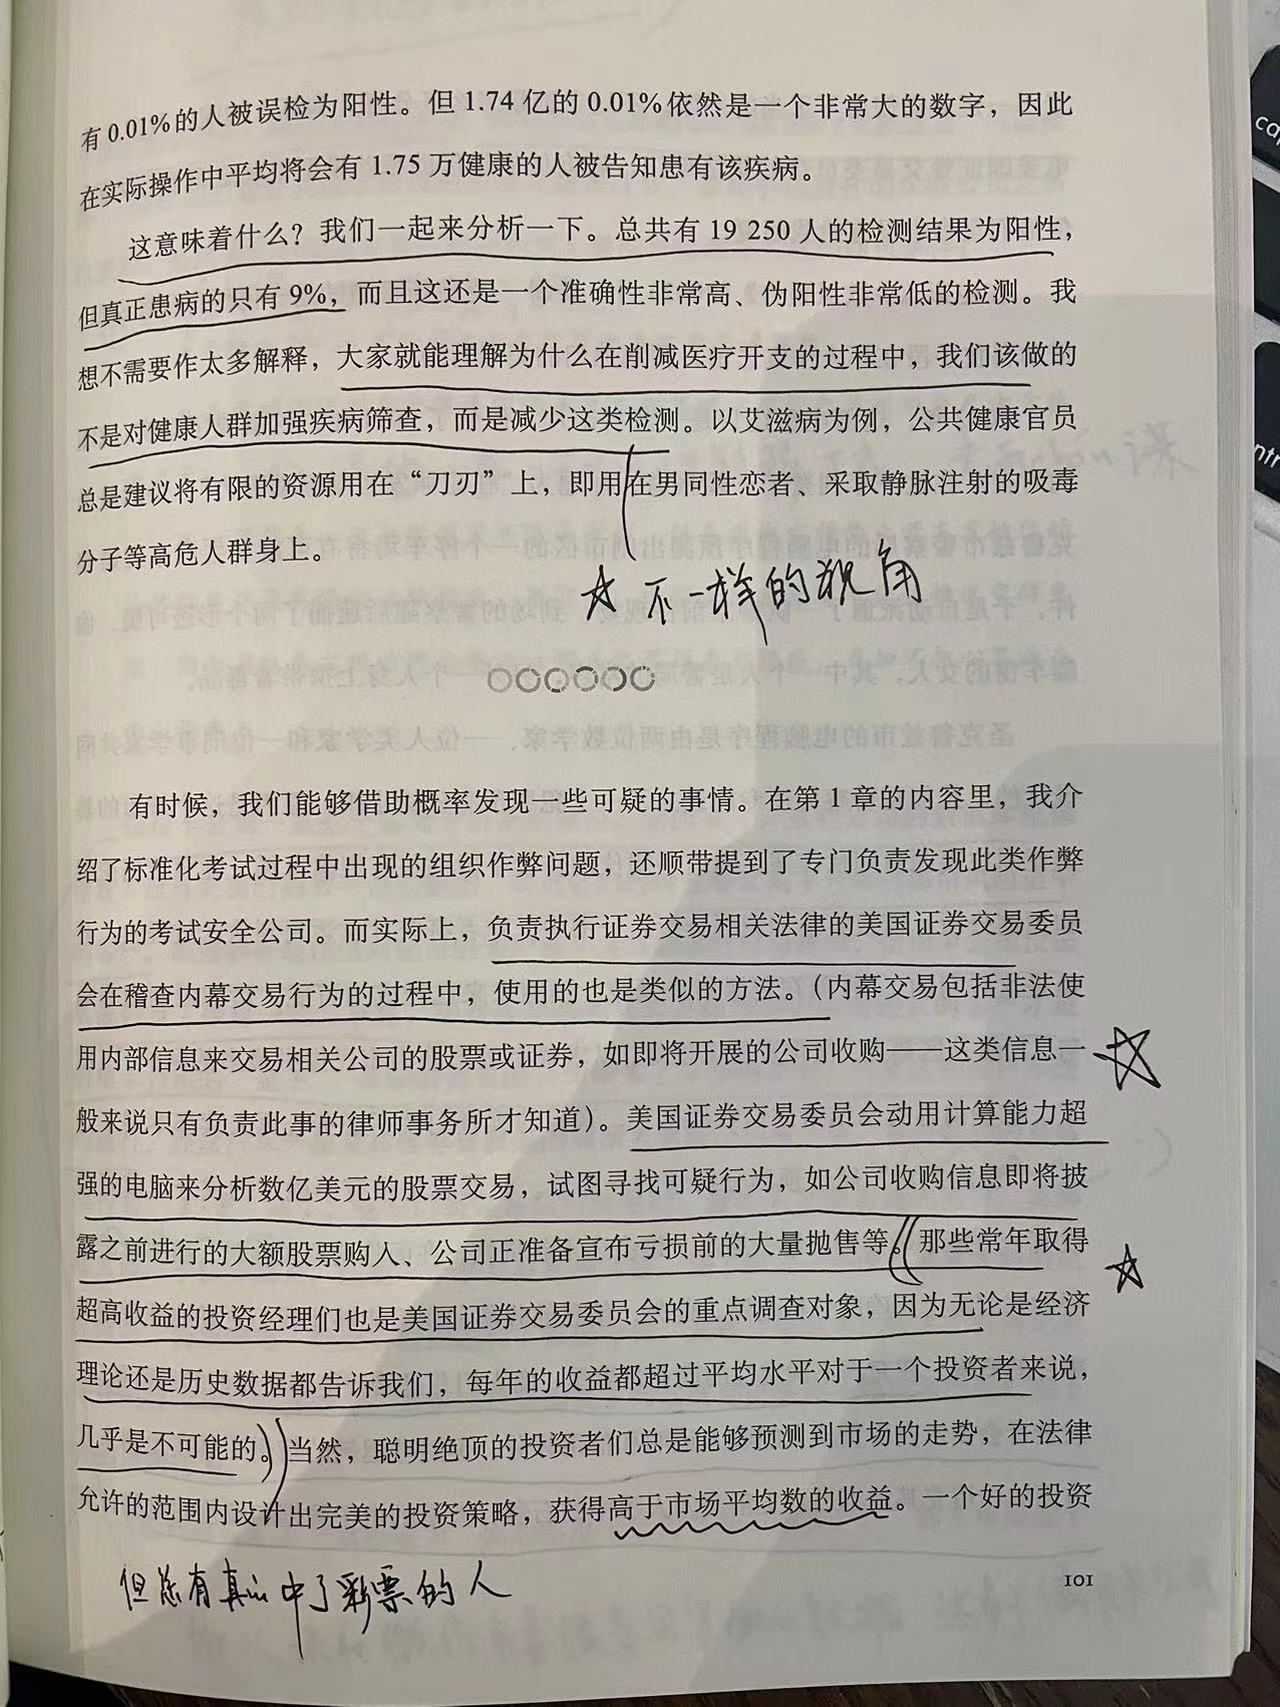 有 0.01%的人被误检为阳性。但 1.74 亿的 0.01%依然是一个非常大的数字，因此
在实际操作中平均将会有 1.75 万健康的人被告知患有该疾病。
这意味着什么？我们一起来分析一下。总共有 19 250 人的检测结果为阳性，
但真正患病的只有 9%，而且这还是一个准确性非常高、伪阳性非常低的检测。我
想不需要作太多解释，大家就能理解为什么在削减医疗开支的过程中，我们该做的
不是对健康人群加强疾病筛查，而是减少这类检测。以艾滋病为例，公共健康官员
总是建议将有限的资源用在“刀刃”上，即用在男同性恋者、采取静脉注射的吸毒
分子等高危人群身上。
不一样的视角
有时候，我们能够借助概率发现一些可疑的事情。在第 1 章的内容里，我介
绍了标准化考试过程中出现的组织作弊问题，还顺带提到了专门负责发现此类作弊
行为的考试安全公司。而实际上，负责执行证券交易相关法律的美国证券交易委员
会在稽查内幕交易行为的过程中，使用的也是类似的方法。（内幕交易包括非法使
用内部信息来交易相关公司的股票或证券，如即将开展的公司收购——这类信息一
般来说只有负责此事的律师事务所才知道）。美国证券交易委员会动用计算能力超
强的电脑来分析数亿美元的股票交易，试图寻找可疑行为，如公司收购信息即将披
露之前进行的大额股票购入、公司正准备宣布亏损前的大量抛售等。那些常年取得
超高收益的投资经理们也是美国证券交易委员会的重点调查对象，因为无论是经济
理论还是历史数据都告诉我们，每年的收益都超过平均水平对于一个投资者来说，
几乎是不可能的。当然，聪明绝顶的投资者们总是能够预测到市场的走势，在法律
允许的范围内设计出完美的投资策略，获得高于市场平均数的收益。一个好的投资
但总有真心中了彩票的人
101